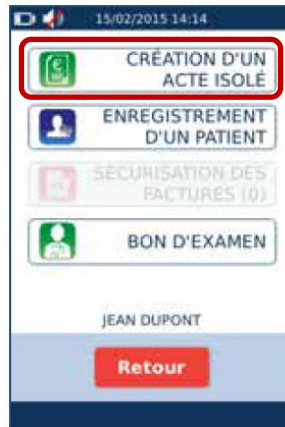 15/02/2015 14:14
CRÉATION D'UN
ACTE ISOLÉ
ENREGISTREMENT
D'UN PATIENT
SÉCURISATION DES
FACTURES (0)
BON D'EXAMEN
JEAN DUPONT
Retour